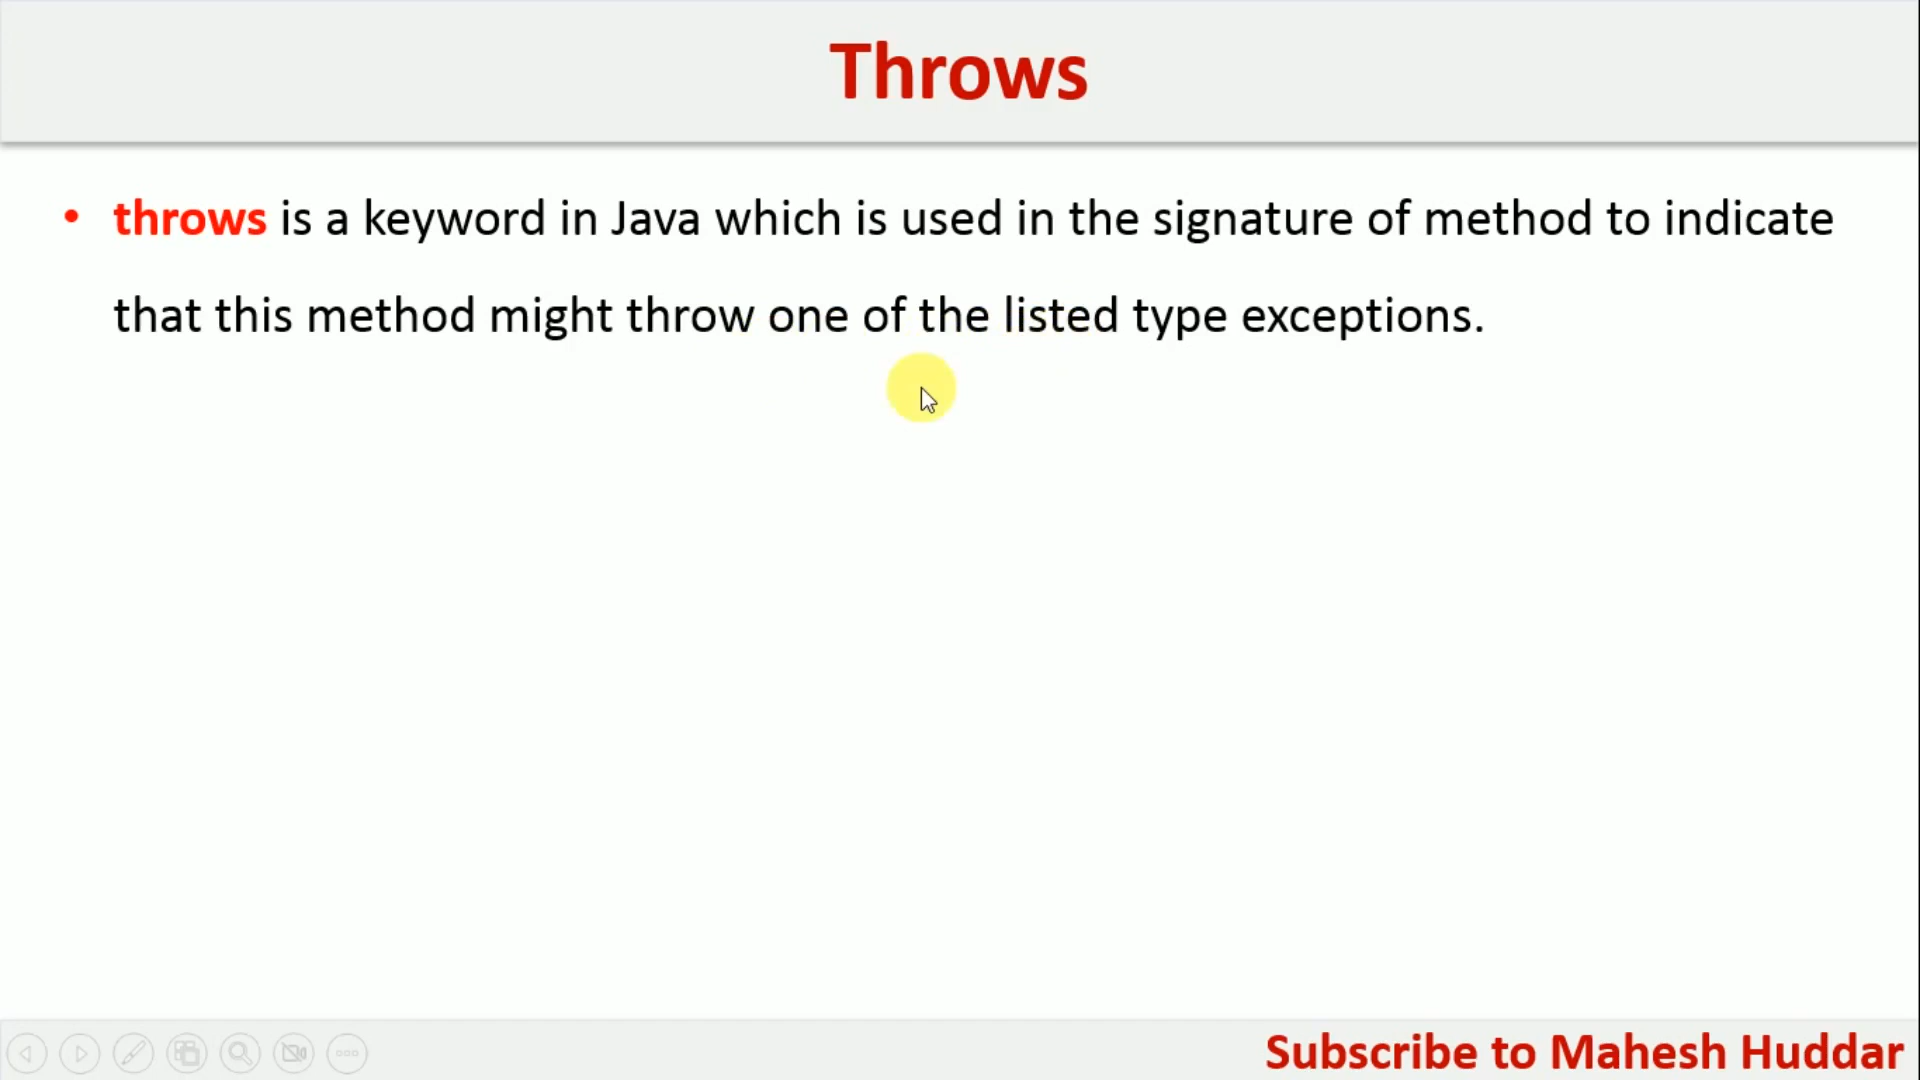 Throws
• throws is a keyword in Java which is used in the signature of method to indicate
that this method might throw one of the listed type exceptions.
Subscribe to Mahesh Huddar